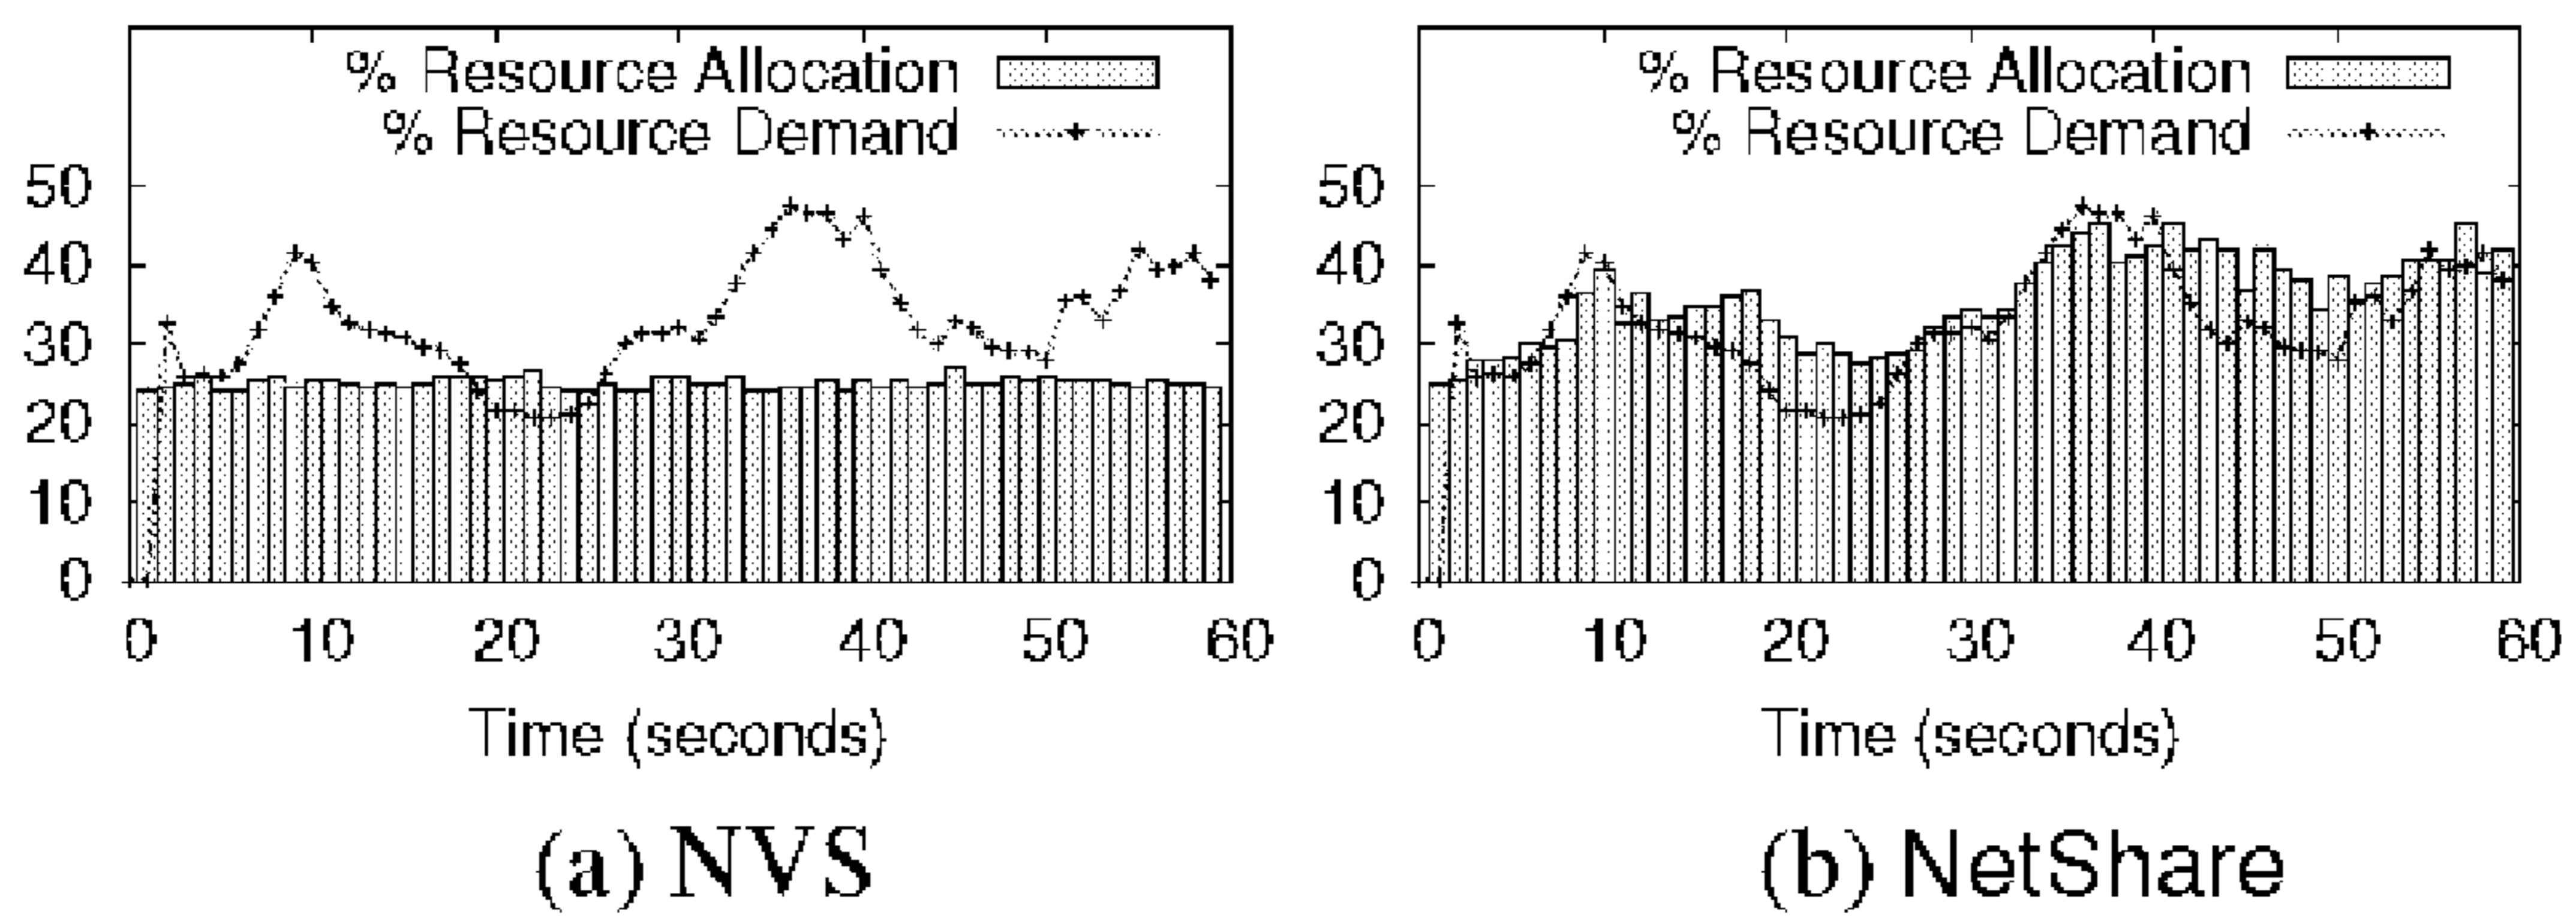 % Resource Allocation
% Resource Demand
50
40
30
20
10
0
0 10 20 30 40 50 60
Time (seconds)
(a) NVS
% Resource Allocation
% Resource Demand
50
40
30
20
10
0
0 10 20 30 40 50 60
Time (seconds)
(b) NetShare